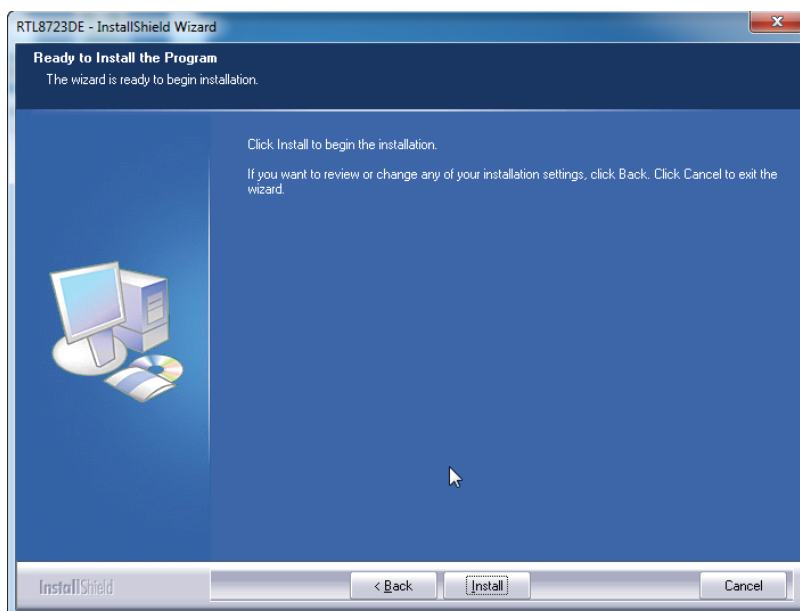 RTL8723DE - InstallShield Wizard
Ready to Install the Program
The wizard is ready to begin installation.
Click Install to begin the installation.
If you want to review or change any of your installation settings, click Back. Click Cancel to exit the
wizard.
InstallShield
< Back
Install
Cancel